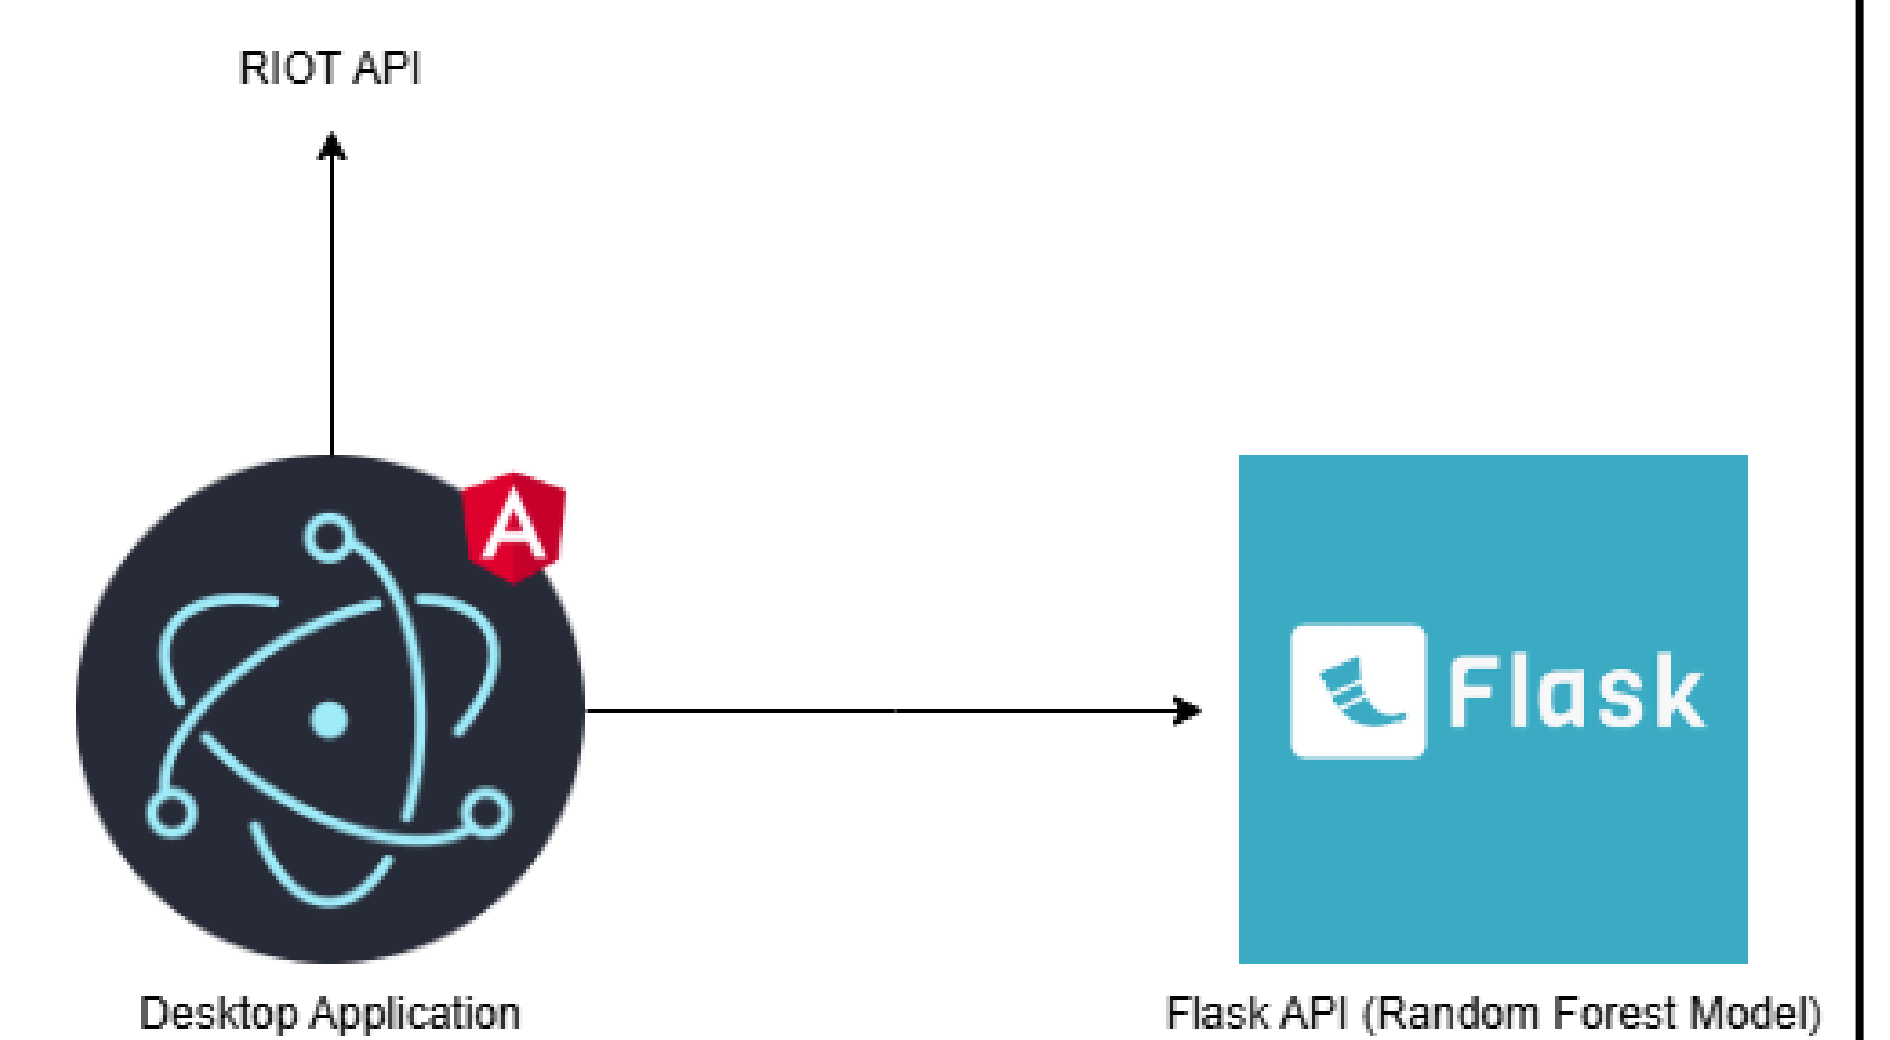 RIOT API
A
Flask
Desktop Application
Flask API (Random Forest Model)